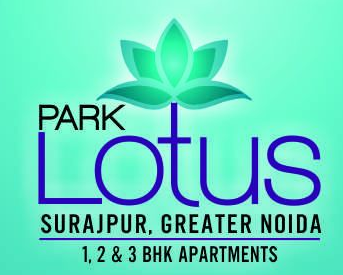 PARK
Lotus
SURAJPUR, GREATER NOIDA
1, 2 & 3 BHK APARTMENTS